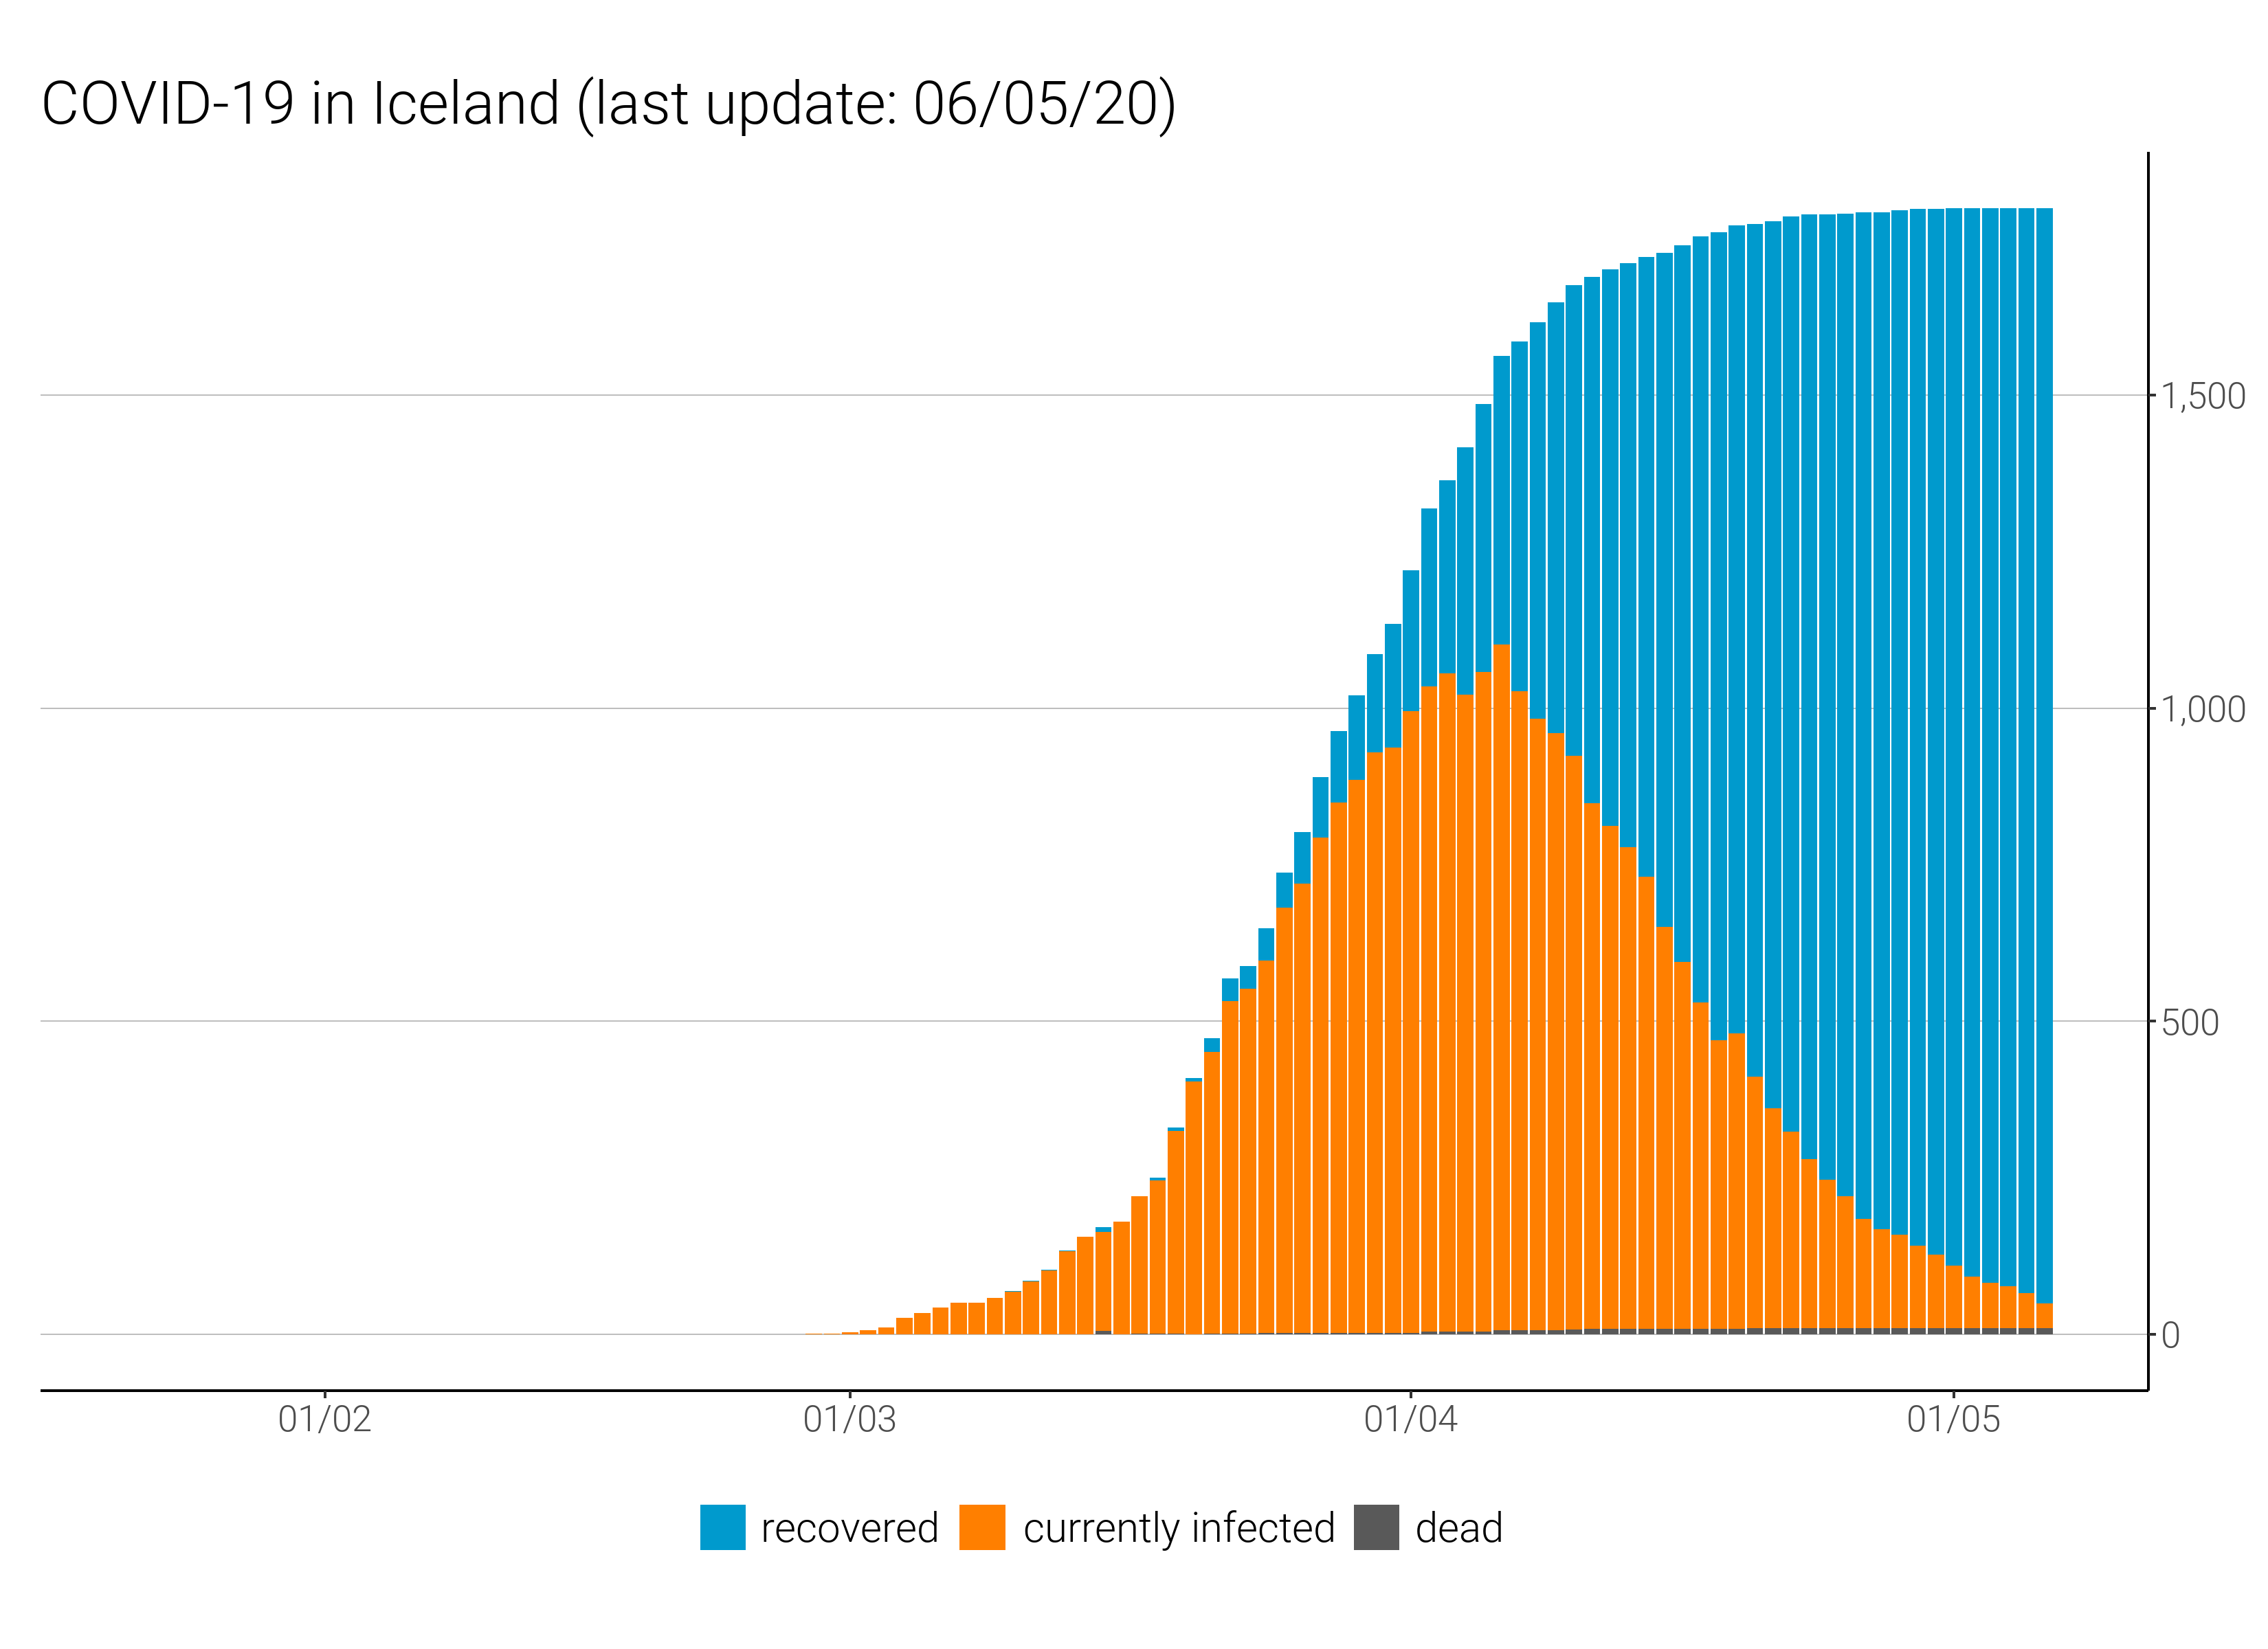 COVID-19 in Iceland (last update: 06/05/20)
1,500
1,000
500
0
01/02 01/03 01/04 01/05
recovered currently infected dead